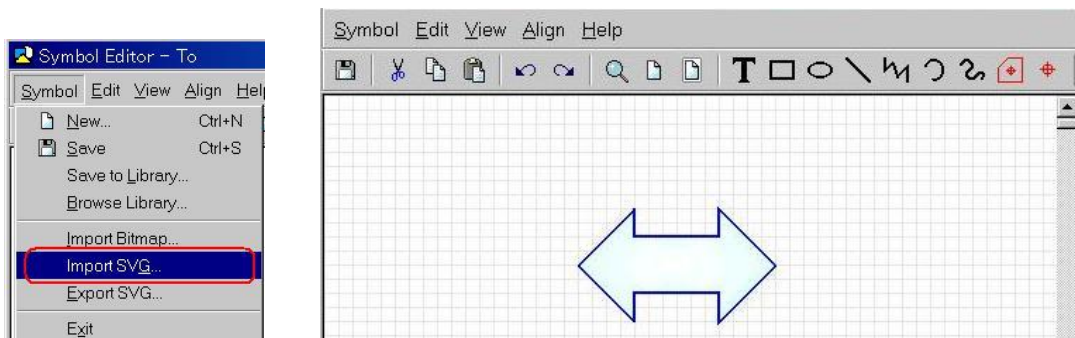 Symbol Editor - To
Symbol Edit View Align Help
New... Ctrl+N
Save Ctrl+S
Save to Library...
Browse Library...
Import Bitmap...
Import SVG...
Export SVG...
Exit
Symbol Edit View Align Help
T